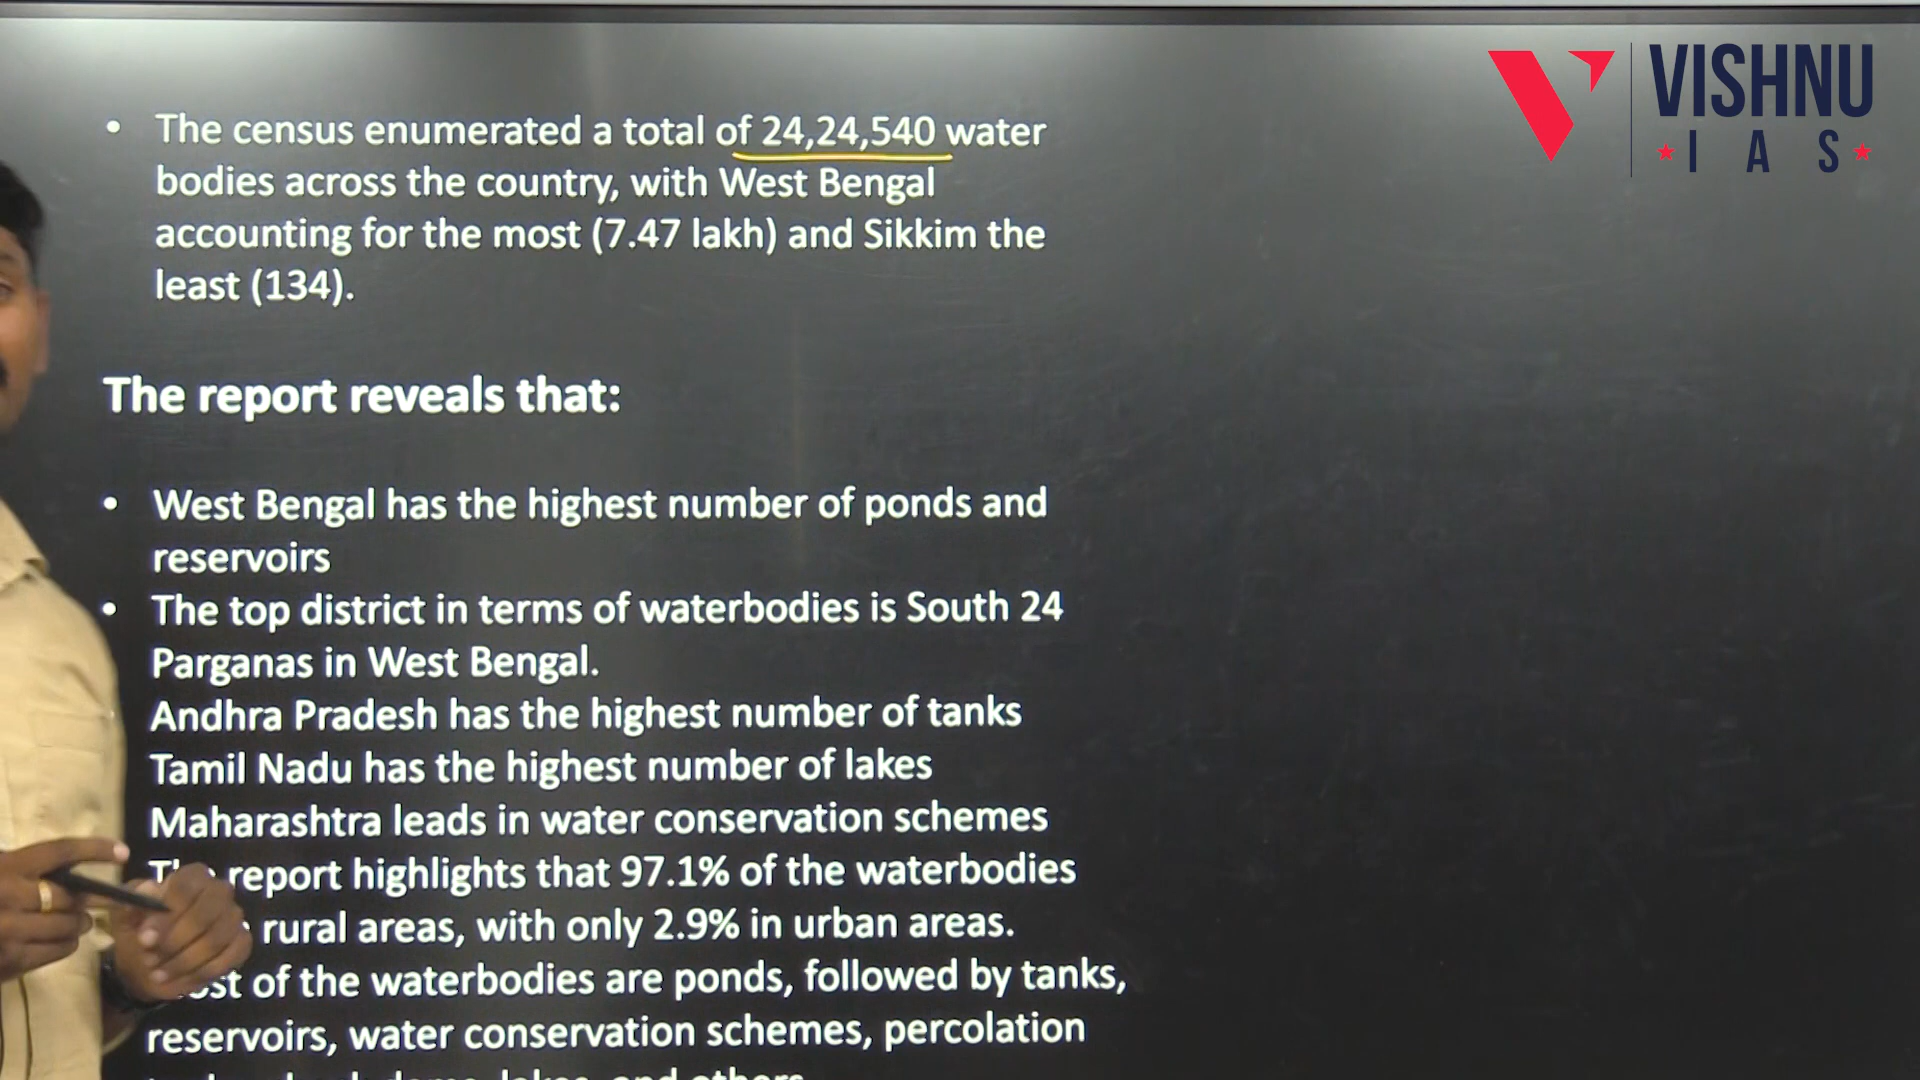 VISHNU
IAS
• The census enumerated a total of 24,24,540 water
bodies across the country, with West Bengal
accounting for the most (7.47 lakh) and Sikkim the
least (134).
The report reveals that:
• West Bengal has the highest number of ponds and
reservoirs
• The top district in terms of waterbodies is South 24
Parganas in West Bengal.
Andhra Pradesh has the highest number of tanks
Tamil Nadu has the highest number of lakes
Maharashtra leads in water conservation schemes
report highlights that 97.1% of the waterbodies
rural areas, with only 2.9% in urban areas.
of the waterbodies are ponds, followed by tanks,
reservoirs, water conservation schemes, percolation
lakes, and others